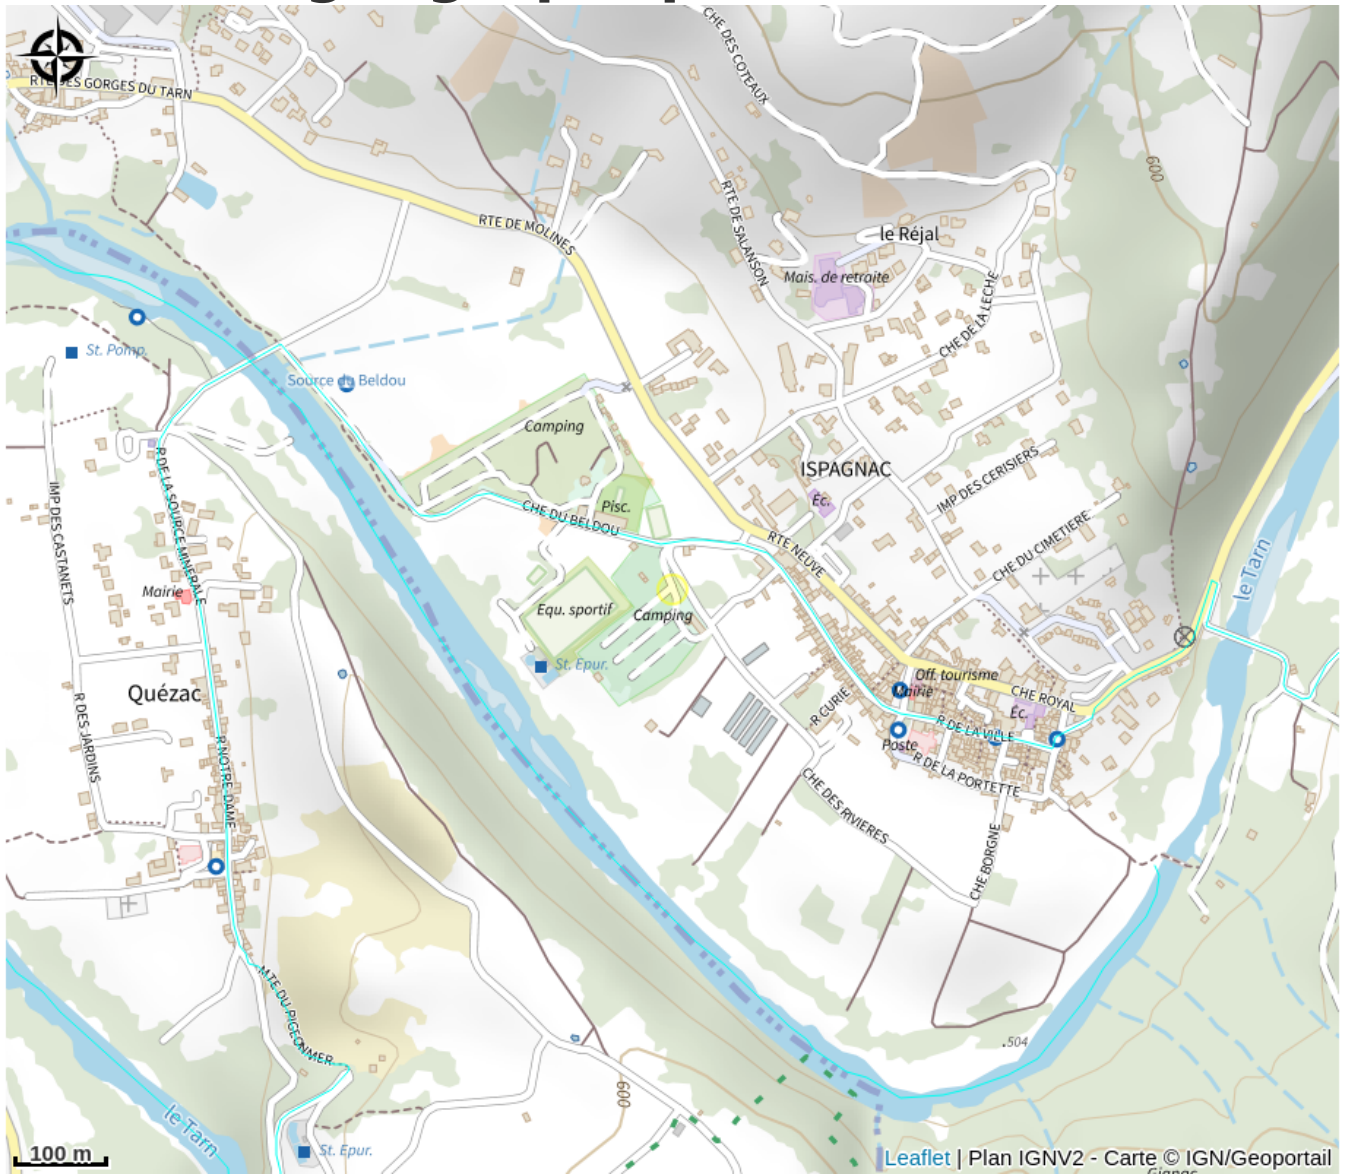 CHE DES COTEAUX
RTE DES GORGES DU TARN
600
RTE DE MOLINES
RTE DE SALANSON
le Réjal
Mais. de retraite
CHE DE LA LECHE
St. Pomp.
Source du Beldou
Camping
ISPAGNAC
Ec.
IMP DES CERISIERS
Pisc.
CHE DU BELDOU
RTE NEUVE
CHE DU CIMETIERE
R DE LA SOURCE MINERALE
IMP DES CASTANETS
le Tarn
Mairie
Equ. sportif
Camping
St. Epur.
Off. tourisme
Mairie
CHE ROYAL
Quézac
R CURIE
Ec.
R DE LA VILLE
R DES JARDINS
R NOTRE-DAME
Poste
R DE LA PORTETTE
CHE DES RIVIERES
CHE BORGNE
MTE DU PIGEONNIER
504
600
le Tarn
St. Epur.
100 m
Leaflet | Plan IGNV2 - Carte © IGN/Geoportail